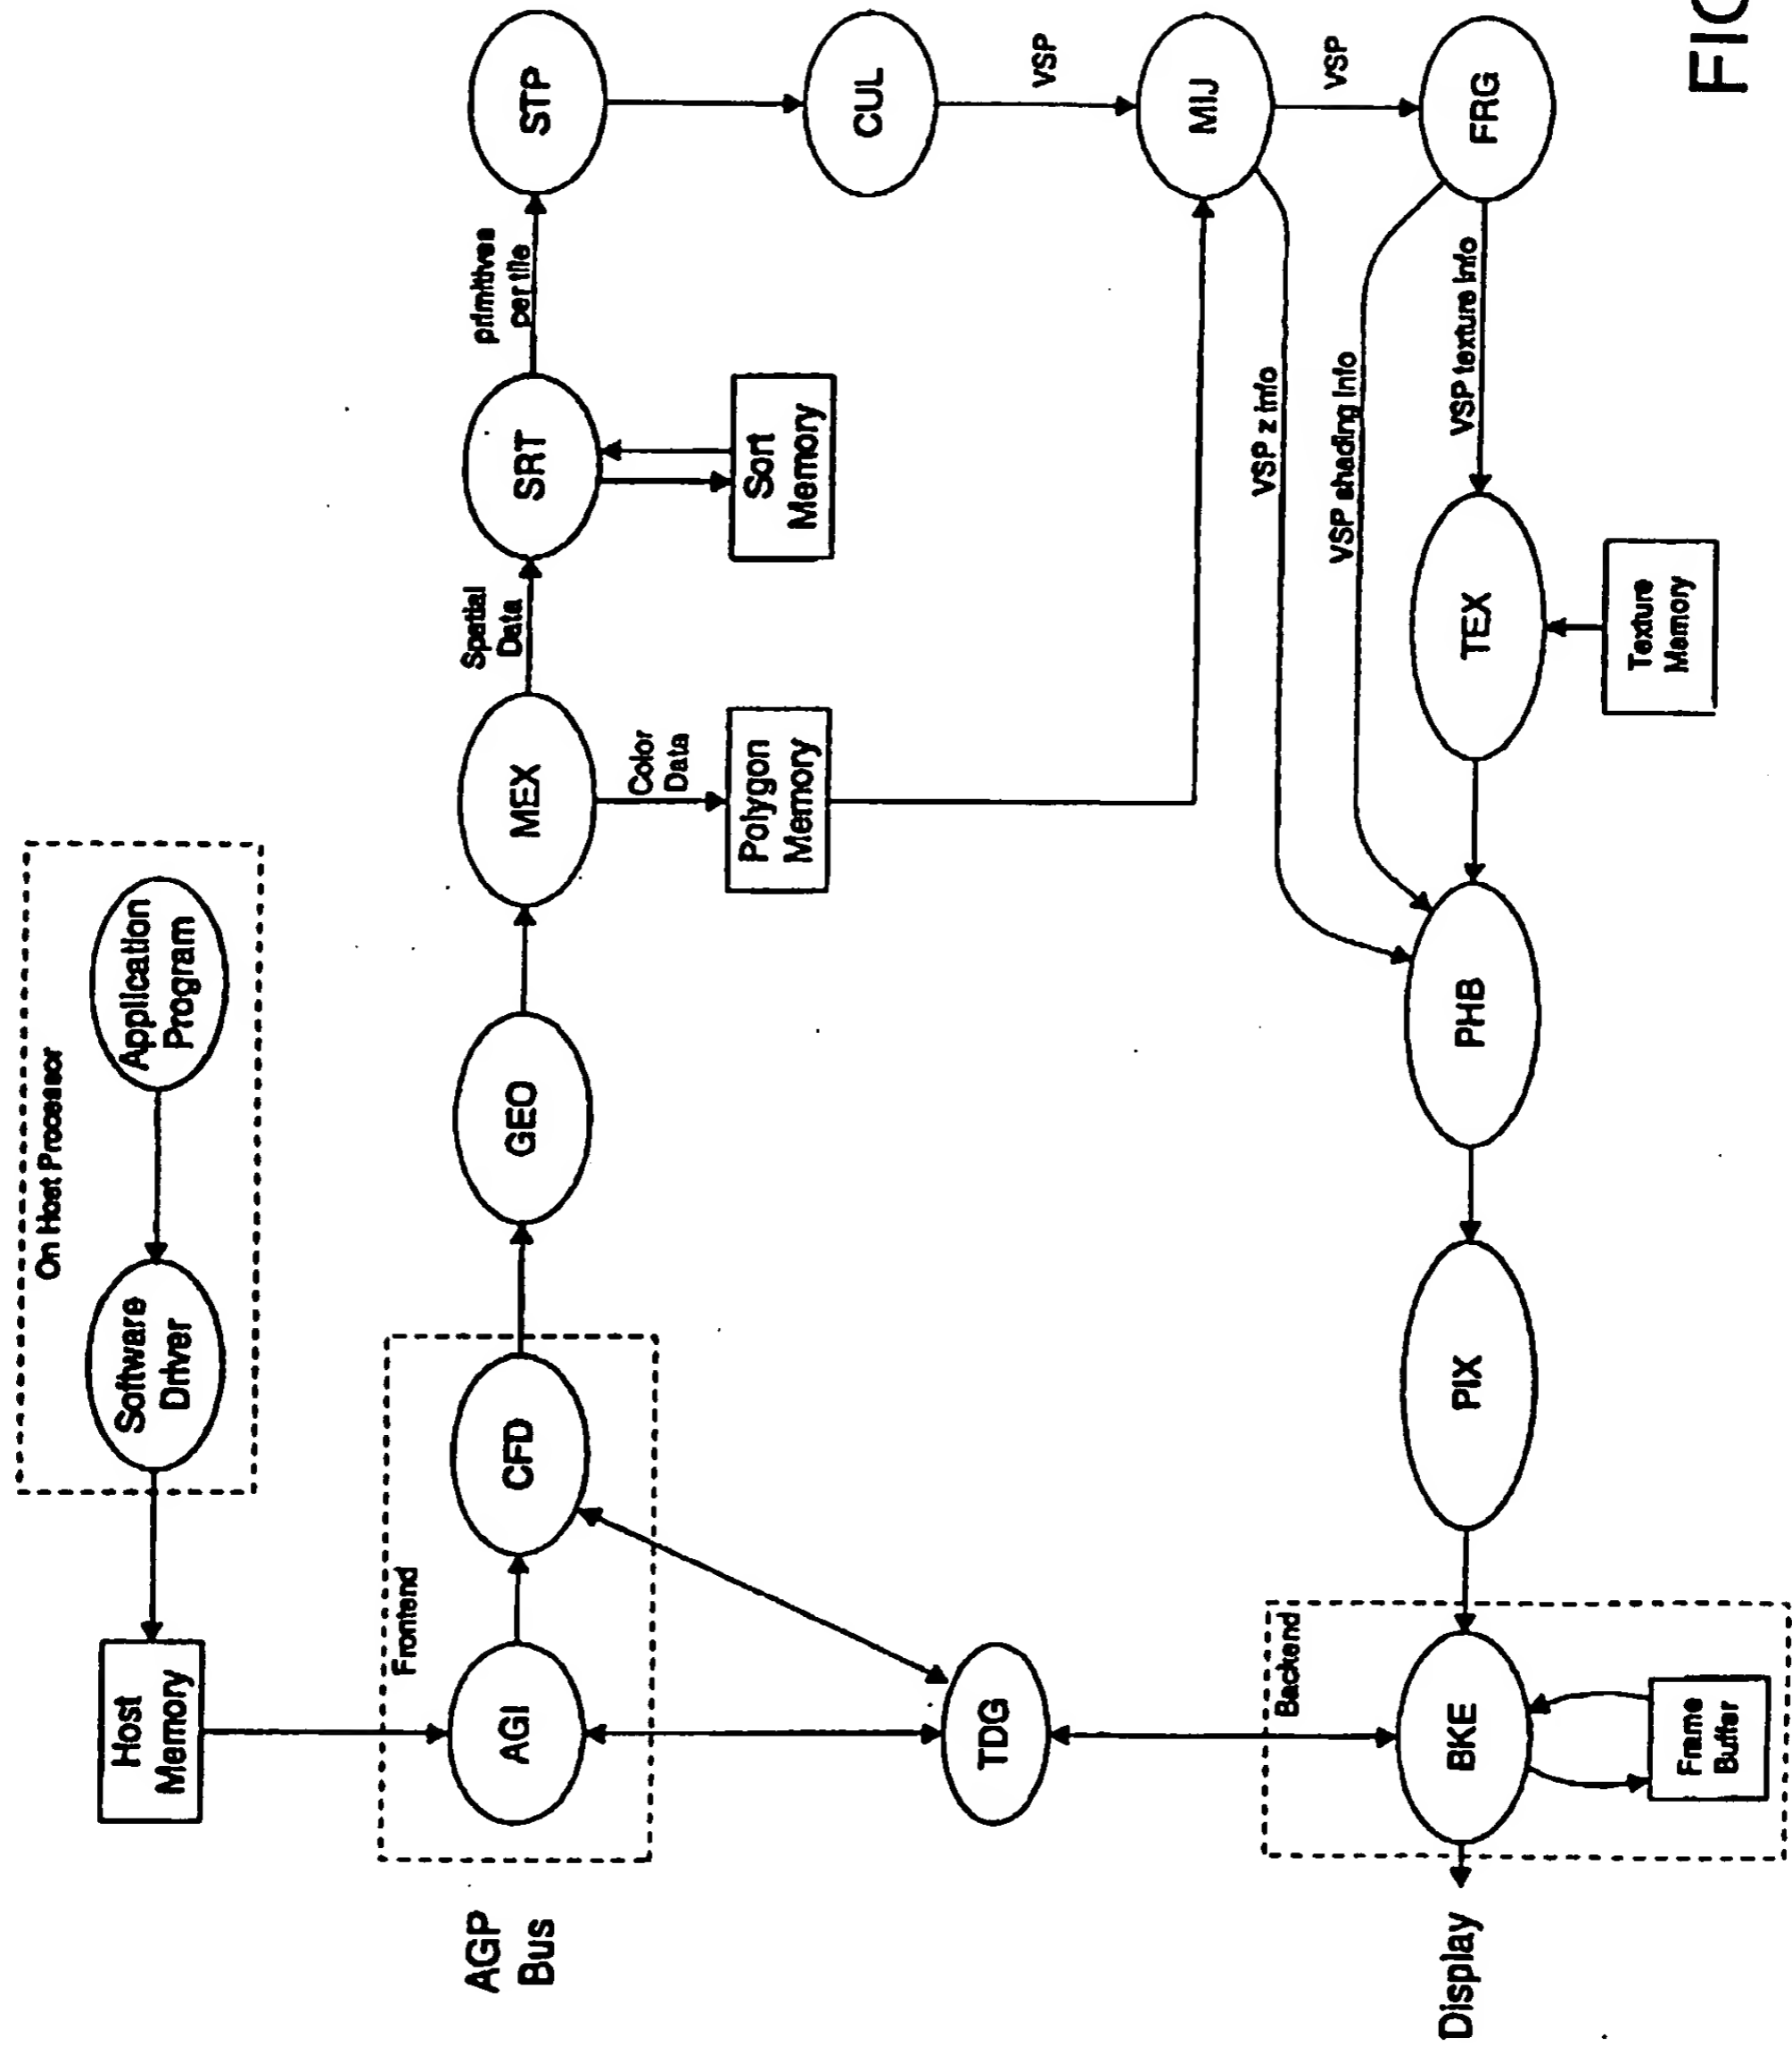 On Host Processor
Application
Program
Software
Driver
Host
Memory
AGP
Bus
Frontend
AGI
CFD
GEO
MEX
Spatial
Data
Color
Data
Polygon
Memory
SRT
Sort
Memory
primitives
per tile
STP
CUL
VSP
MIJ
VSP
FRG
VSP z info
VSP shading info
VSP texture info
TEX
Texture
Memory
PHB
PIX
TDG
Backend
BKE
Frame
Buffer
Display